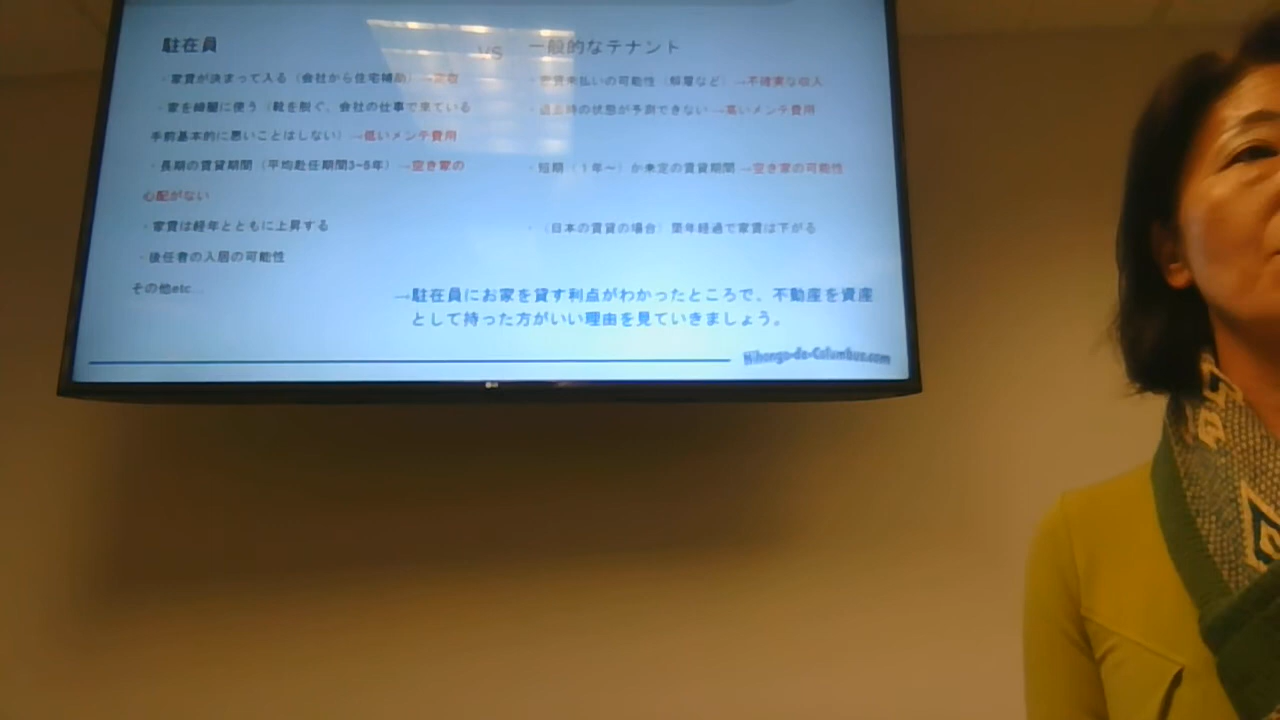 駐在員
VS
一般的なテナント
・家賃が決まって入る（会社から住宅補助）→定収
・家賃未払いの可能性（解雇など）→不確実な収入
・家を綺麗に使う（靴を脱ぐ、会社の仕事で来ている
手前基本的に悪いことはしない）→低いメンテ費用
・退去時の状態が予測できない→高いメンテ費用
・長期の賃貸期間（平均赴任期間3~5年）→空き家の
心配がない
・短期（1年～）か未定の賃貸期間→空き家の可能性
・家賃は経年とともに上昇する
・（日本の賃貸の場合）築年経過で家賃は下がる
・後任者の入居の可能性
その他etc...
→駐在員にお家を貸す利点がわかったところで、不動産を資産
として持った方がいい理由を見ていきましょう。
Nihongo-de-Columbus.com
LG